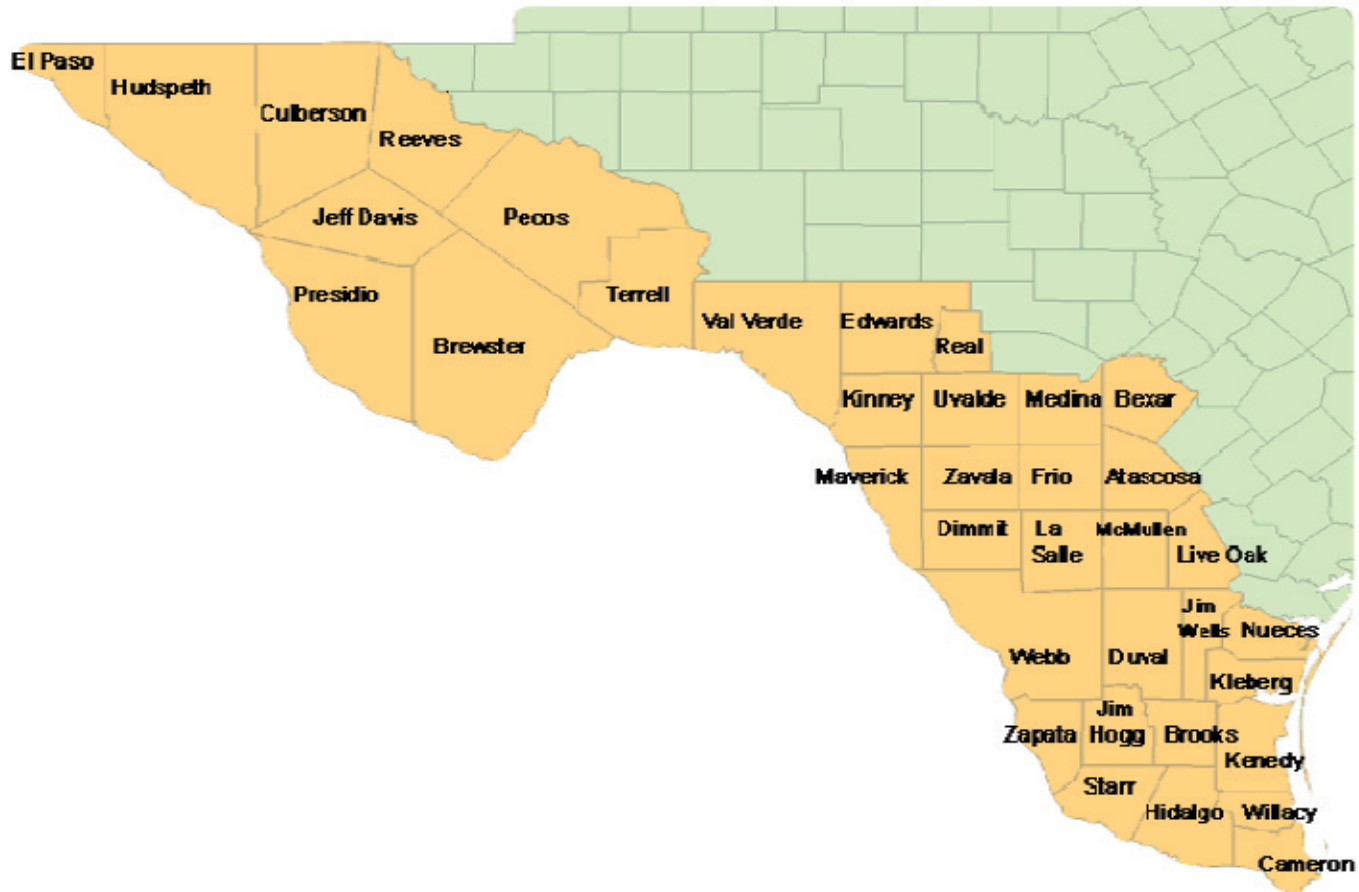 El Paso
Hudspeth
Culberson
Reeves
Jeff Davis
Pecos
Presidio
Terrell
Brewster
Val Verde
Edwards
Real
Kinney
Uvalde
Medina
Bexar
Maverick
Zavala
Frio
Atascosa
Dimmit
La
Salle
McMullen
Live Oak
Jim
Wells
Nueces
Webb
Duval
Kleberg
Zapata
Jim
Hogg
Brooks
Kenedy
Starr
Hidalgo
Willacy
Cameron